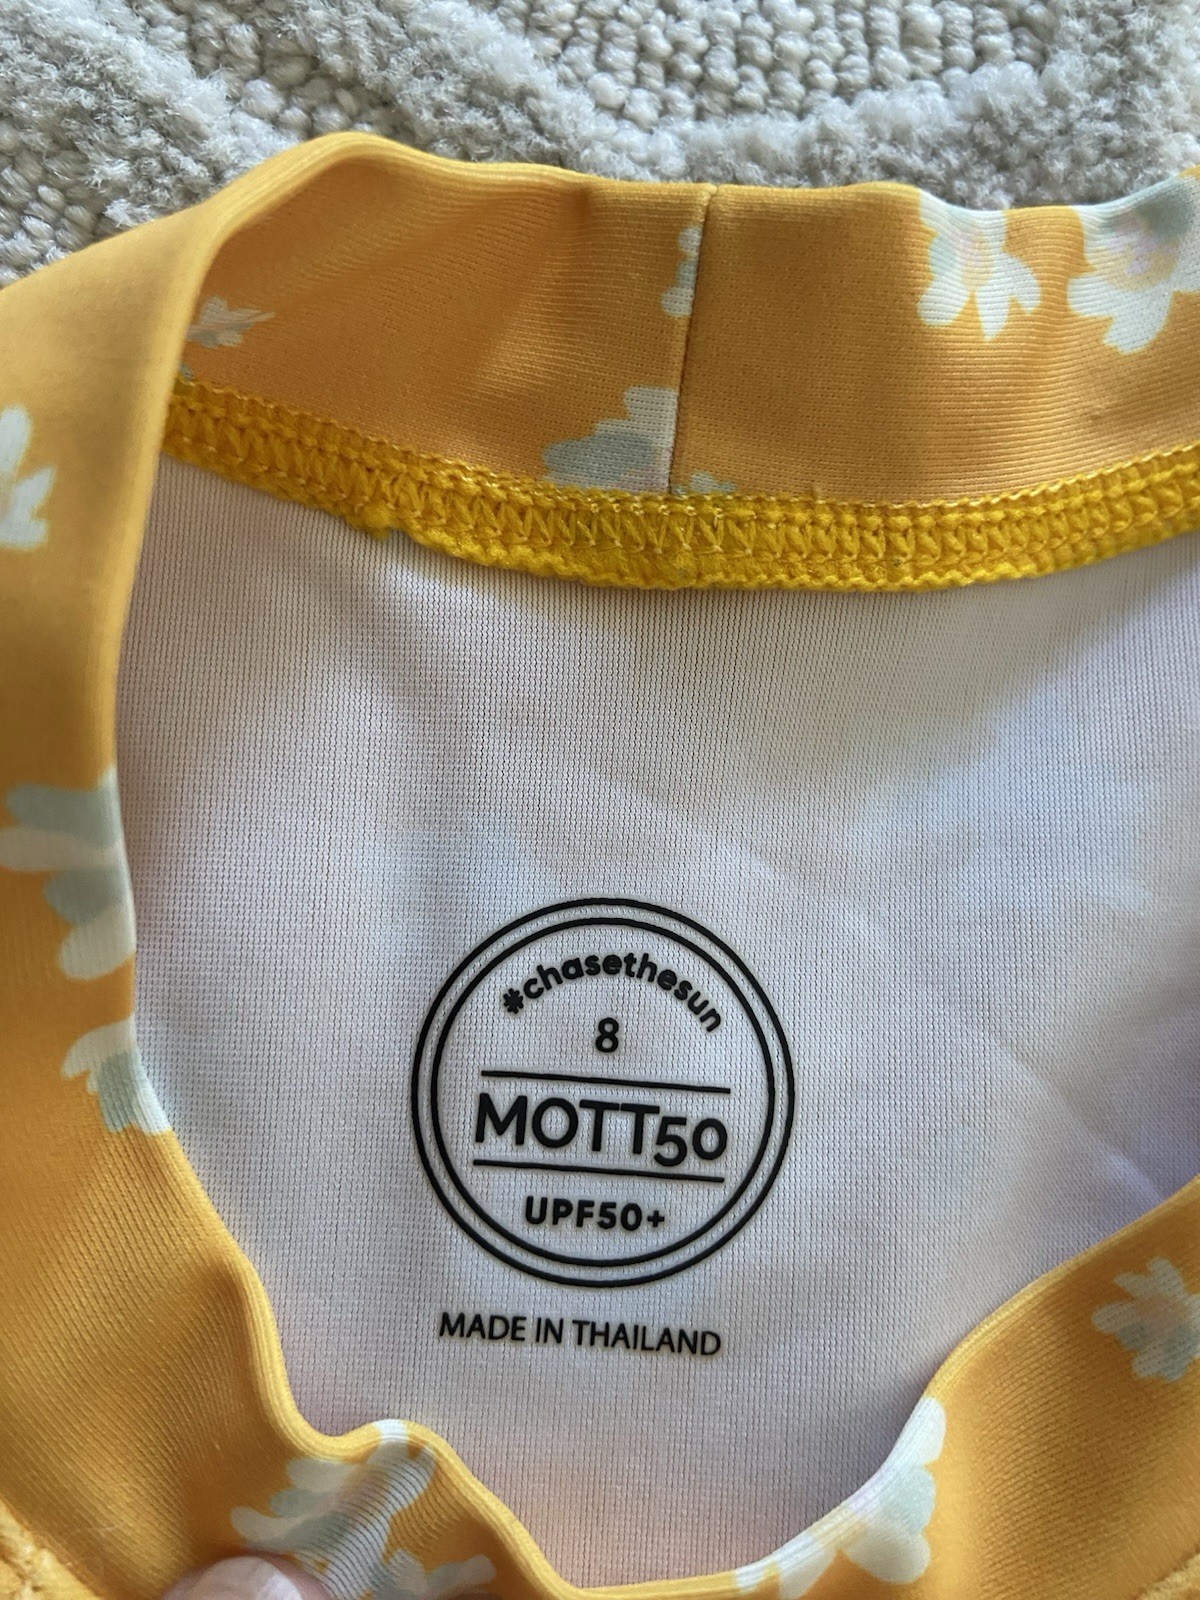 #chasethesun
8
MOTT50
UPF50+
MADE IN THAILAND